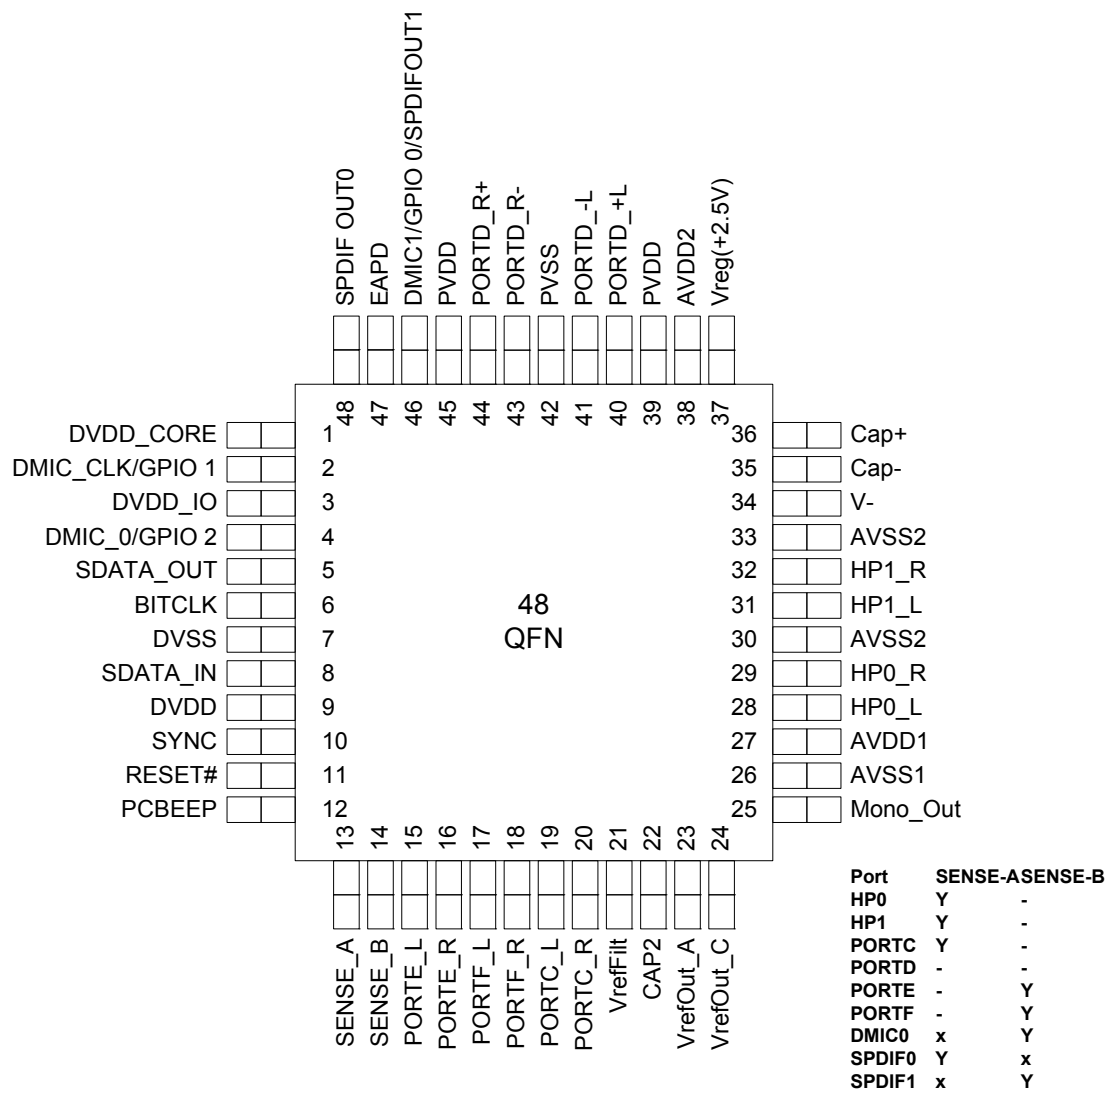 SPDIF OUT0
EAPD
DMIC1/GPIO 0/SPDIFOUT1
PVDD
PORTD_R+
PORTD_R-
PVSS
PORTD_-L
PORTD_+L
PVDD
AVDD2
Vreg(+2.5V)
48
47
46
45
44
43
42
41
40
39
38
37
DVDD_CORE 1
DMIC_CLK/GPIO 1 2
DVDD_IO 3
DMIC_0/GPIO 2 4
SDATA_OUT 5
BITCLK 6
DVSS 7
SDATA_IN 8
DVDD 9
SYNC 10
RESET# 11
PCBEEP 12
48
QFN
36 Cap+
35 Cap-
34 V-
33 AVSS2
32 HP1_R
31 HP1_L
30 AVSS2
29 HP0_R
28 HP0_L
27 AVDD1
26 AVSS1
25 Mono_Out
13
14
15
16
17
18
19
20
21
22
23
24
SENSE_A
SENSE_B
PORTE_L
PORTE_R
PORTF_L
PORTF_R
PORTC_L
PORTC_R
VrefFilt
CAP2
VrefOut_A
VrefOut_C
Port SENSE-ASENSE-B
HP0 Y -
HP1 Y -
PORTC Y -
PORTD - -
PORTE - Y
PORTF - Y
DMIC0 x Y
SPDIF0 Y x
SPDIF1 x Y